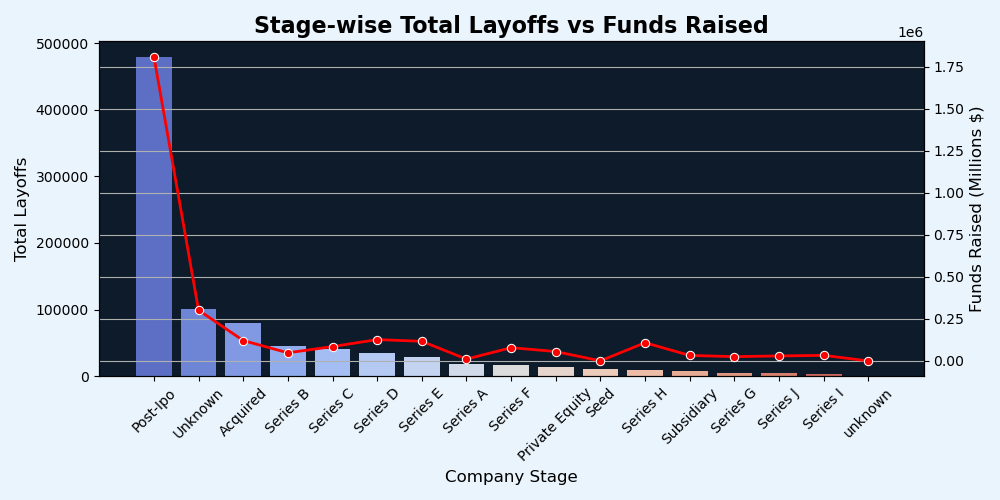 Stage-wise Total Layoffs vs Funds Raised
1e6
500000
400000
300000
200000
100000
0
Total Layoffs
1.75
1.50
1.25
1.00
0.75
0.50
0.25
0.00
Funds Raised (Millions $)
Post-Ipo
Unknown
Acquired
Series B
Series C
Series D
Series E
Series A
Series F
Private Equity
Seed
Series H
Subsidiary
Series G
Series J
Series I
unknown
Company Stage